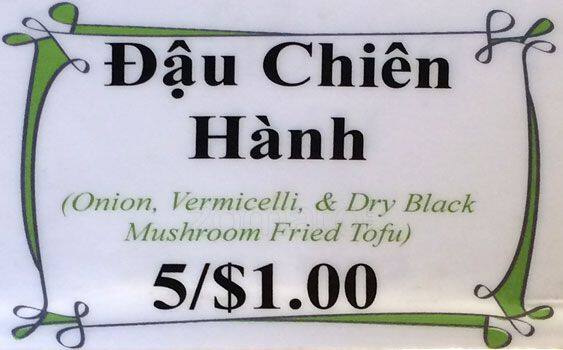 Đậu Chiên
Hành
(Onion, Vermicelli, & Dry Black
Mushroom Fried Tofu)
5/$1.00